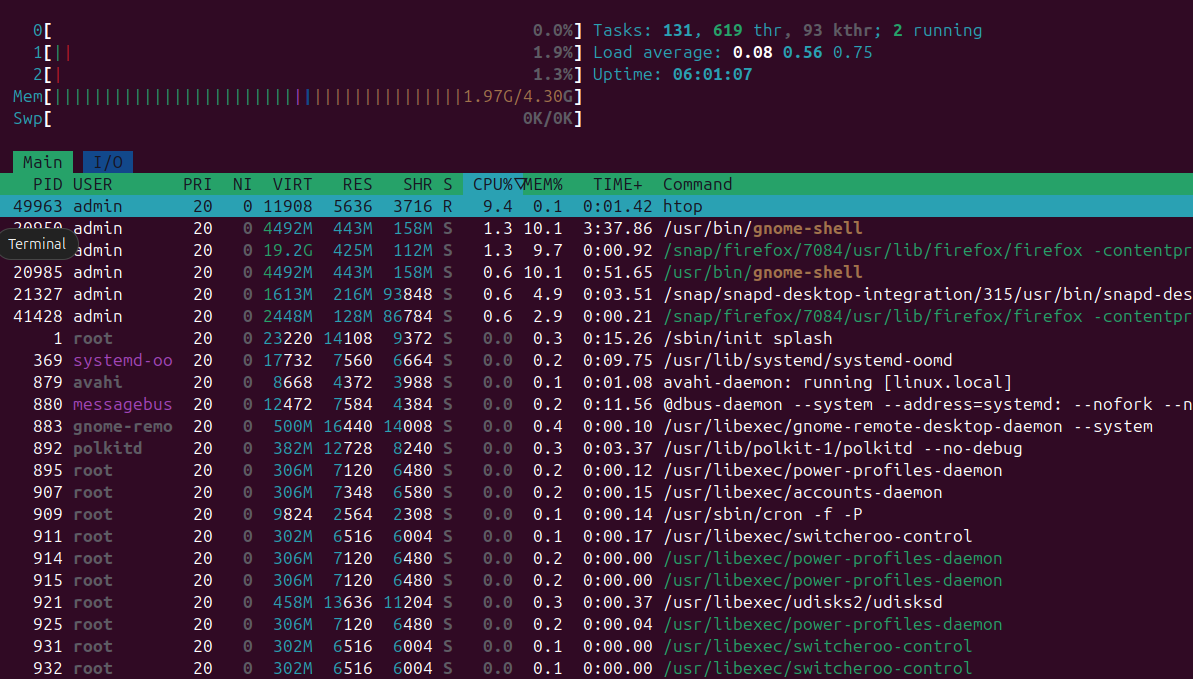 0[ 0.0%] Tasks: 131, 619 thr, 93 kthr; 2 running
1[|| 1.9%] Load average: 0.08 0.56 0.75
2[| 1.3%] Uptime: 06:01:07
Mem[|||||||||||||||||||||||||||||||||||||||||1.97G/4.30G]
Swp[ 0K/0K]
Main I/O
PID USER PRI NI VIRT RES SHR S CPU%▽MEM% TIME+ Command
49963 admin 20 0 11908 5636 3716 R 9.4 0.1 0:01.42 htop
admin 20 0 4492M 443M 158M S 1.3 10.1 3:37.86 /usr/bin/gnome-shell
Terminal admin 20 0 19.2G 425M 112M S 1.3 9.7 0:00.92 /snap/firefox/7084/usr/lib/firefox/firefox -contentpr
20985 admin 20 0 4492M 443M 158M S 0.6 10.1 0:51.65 /usr/bin/gnome-shell
21327 admin 20 0 1613M 216M 93848 S 0.6 4.9 0:03.51 /snap/snapd-desktop-integration/315/usr/bin/snapd-des
41428 admin 20 0 2448M 128M 86784 S 0.6 2.9 0:00.21 /snap/firefox/7084/usr/lib/firefox/firefox -contentpr
1 root 20 0 23220 14108 9372 S 0.0 0.3 0:15.26 /sbin/init splash
369 systemd-oo 20 0 17732 7560 6664 S 0.0 0.2 0:09.75 /usr/lib/systemd/systemd-oomd
879 avahi 20 0 8668 4372 3988 S 0.0 0.1 0:01.08 avahi-daemon: running [linux.local]
880 messagebus 20 0 12472 7584 4384 S 0.0 0.2 0:11.56 @dbus-daemon --system --address=systemd: --nofork --n
883 gnome-remo 20 0 500M 16440 14008 S 0.0 0.4 0:00.10 /usr/libexec/gnome-remote-desktop-daemon --system
892 polkitd 20 0 382M 12728 8240 S 0.0 0.3 0:03.37 /usr/lib/polkit-1/polkitd --no-debug
895 root 20 0 306M 7120 6480 S 0.0 0.2 0:00.12 /usr/libexec/power-profiles-daemon
907 root 20 0 306M 7348 6580 S 0.0 0.2 0:00.15 /usr/libexec/accounts-daemon
909 root 20 0 9824 2564 2308 S 0.0 0.1 0:00.14 /usr/sbin/cron -f -P
911 root 20 0 302M 6516 6004 S 0.0 0.1 0:00.17 /usr/libexec/switcheroo-control
914 root 20 0 306M 7120 6480 S 0.0 0.2 0:00.00 /usr/libexec/power-profiles-daemon
915 root 20 0 306M 7120 6480 S 0.0 0.2 0:00.00 /usr/libexec/power-profiles-daemon
921 root 20 0 458M 13636 11204 S 0.0 0.3 0:00.37 /usr/libexec/udisks2/udisksd
925 root 20 0 306M 7120 6480 S 0.0 0.2 0:00.04 /usr/libexec/power-profiles-daemon
931 root 20 0 302M 6516 6004 S 0.0 0.1 0:00.00 /usr/libexec/switcheroo-control
932 root 20 0 302M 6516 6004 S 0.0 0.1 0:00.00 /usr/libexec/switcheroo-control